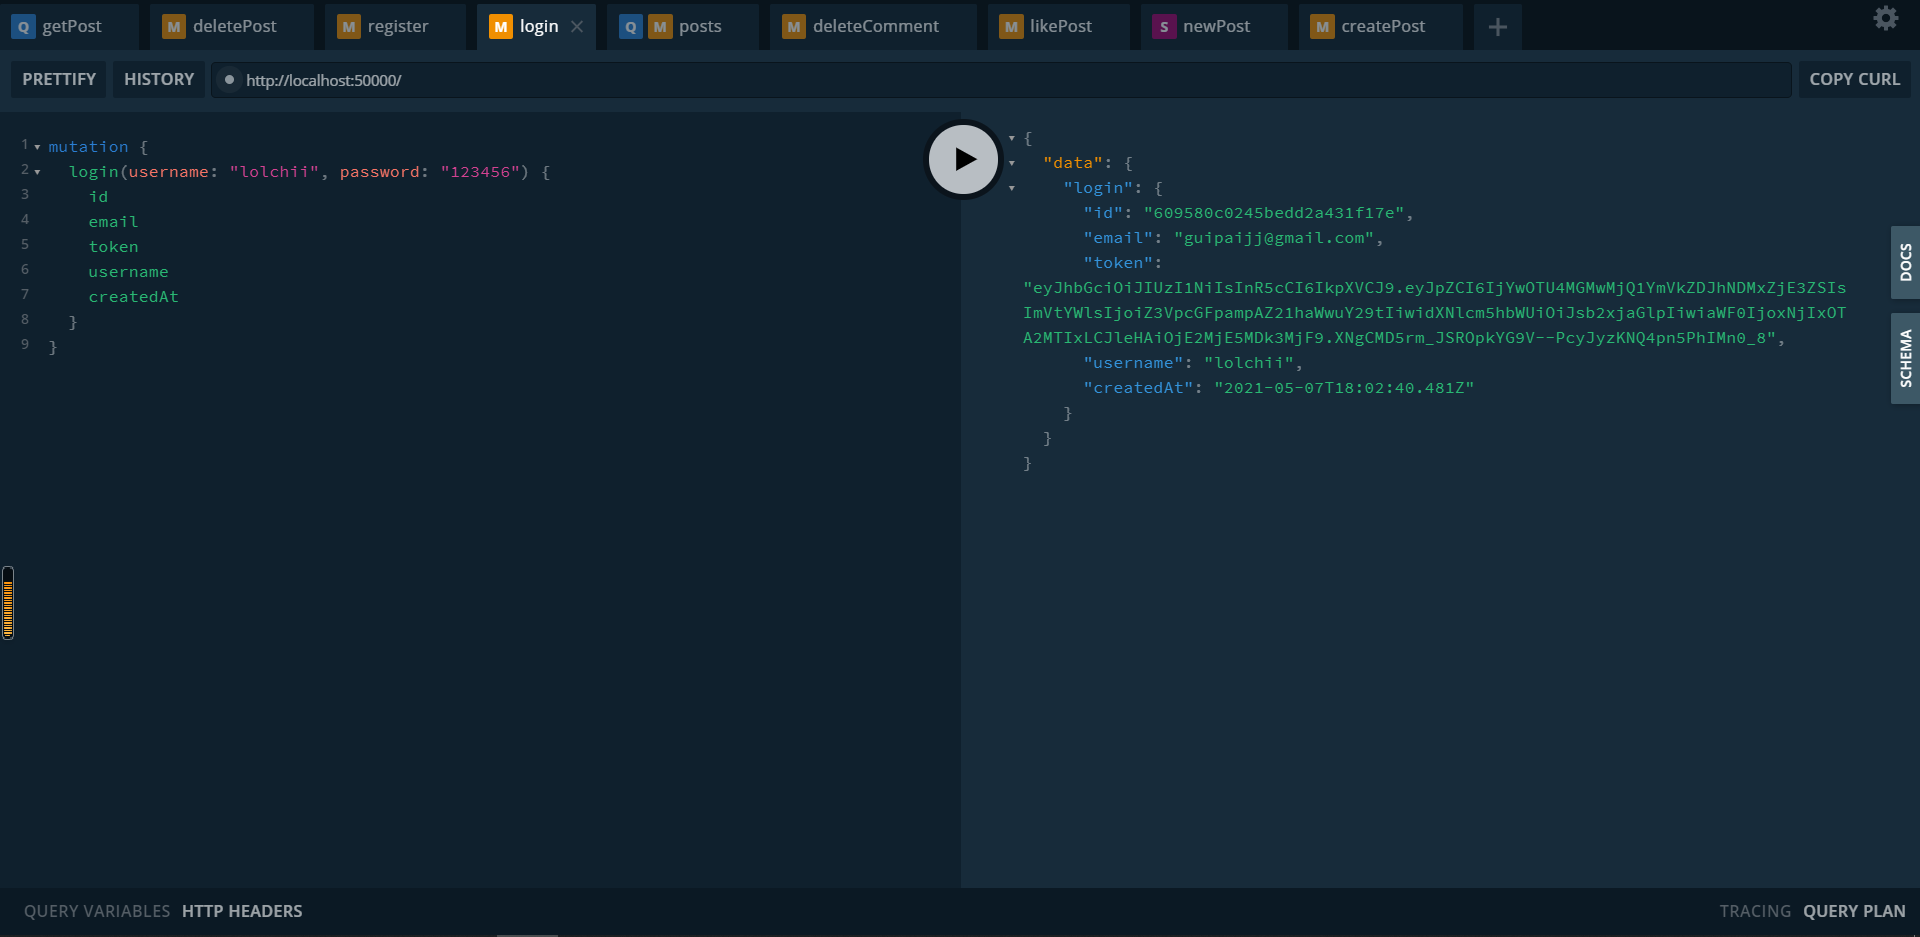 Q getPost M deletePost M register M login Q M posts M deleteComment M likePost S newPost M createPost
PRETTIFY HISTORY http://localhost:50000/ COPY CURL
1 mutation {
2 login(username: "lolchii", password: "123456") {
3 id
4 email
5 token
6 username
7 createdAt
8 }
9 }
{
"data": {
"login": {
"id": "609580c0245bedd2a431f17e",
"email": "guipaijj@gmail.com",
"token":
"eyJhbGciOiJIUzI1NiIsInR5cCI6IkpXVCJ9.eyJpZCI6IjYwOTU4MGMwMjQ1YmVkZDJhNDMxZjE3ZSIs
ImVtYWlsIjoiZ3VpcGFpampAZ21haWwuY29tIiwidXNlcm5hbWUiOiJsb2xjaGlpIiwiaWF0IjoxNjIxOT
A2MTIxLCJleHAiOjE2MjE5MDk3MjF9.XNgCMD5rm_JSROpkYG9V--PcyJyzKNQ4pn5PhIMn0_8",
"username": "lolchii",
"createdAt": "2021-05-07T18:02:40.481Z"
}
}
}
DOCS
SCHEMA
QUERY VARIABLES HTTP HEADERS TRACING QUERY PLAN